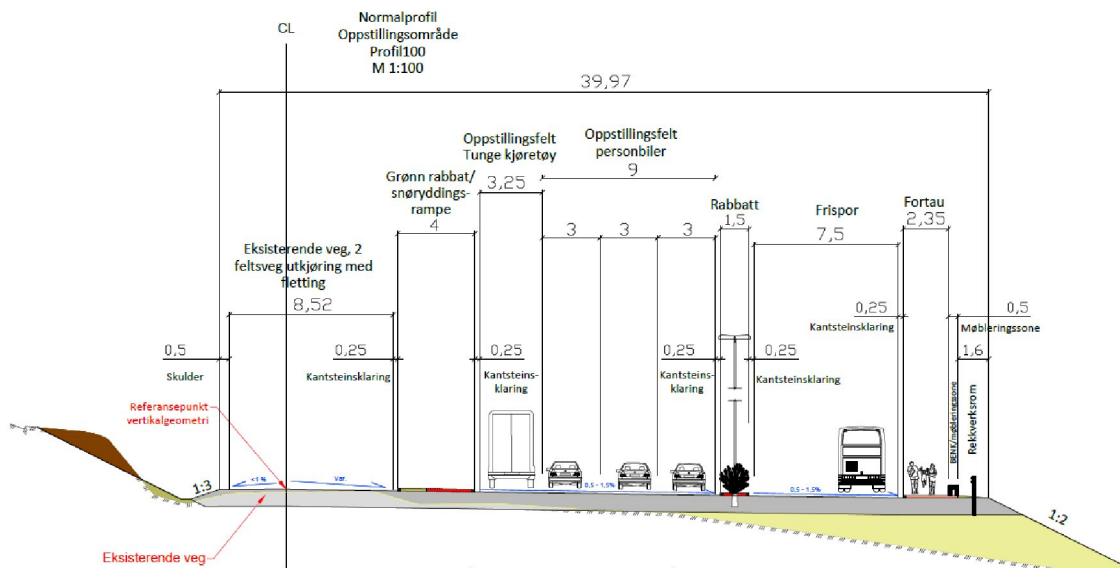 CL
Normalprofil
Oppstillingsområde
Profil100
M 1:100
39,97
Oppstillingsfelt
Tunge kjøretøy
3,25
Oppstillingsfelt
personbiler
9
Grønn rabbat/
snøryddings-
rampe
4
3
3
3
Rabbatt
1,5
Frispor
7,5
Fortau
2,35
Eksisterende veg, 2
feltsveg utkjøring med
fletting
8,52
0,25
Kantsteinsklaring
0,5
Møbleringssone
0,5
Skulder
0,25
Kantsteinsklaring
0,25
Kantsteins-
klaring
0,25
Kantsteins-
klaring
0,25
Kantsteinsklaring
1,6
Referansepunkt
vertikalgeometri
BENK/møbleringssone
Rekkverksrom
<1 %
Var.
0,5 - 1,5%
0,5 - 1,5%
1:3
1:2
Eksisterende veg